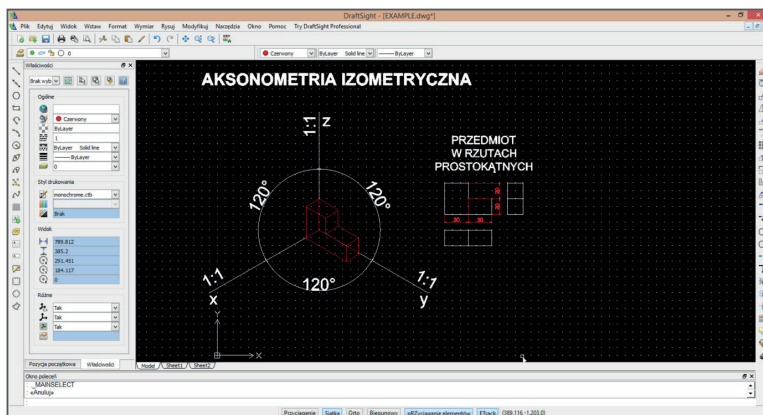 DraftSight - [EXAMPLE.dwg*]
Plik Edytuj Widok Wstaw Format Wymiar Rysuj Modyfikuj Narzędzia Okno Pomoc Try DraftSight Professional
0 Czerwony ByLayer Solid line ByLayer
Właściwości
Brak wyb
Ogólne
Czerwony
ByLayer
1
ByLayer Solid line
ByLayer
0
Styl drukowania
monochrome.ctb
Brak
Widok
789.812
385.2
291.451
184.117
0
Różne
Tak
Tak
Tak
Pozycja początkowa Właściwości
AKSONOMETRIA IZOMETRYCZNA
1:1 z
120° 120°
120°
1:1 1:1
x y
PRZEDMIOT
W RZUTACH
PROSTOKĄTNYCH
20
20
30 30
Y
X
Model Sheet1 Sheet2
Okno poleceń
_MAINSELECT
«Anuluj»
Przyciąganie Siatka Orto Biegunowy eRZyciąganie elementów ETrack (389.116,-1.200,0)